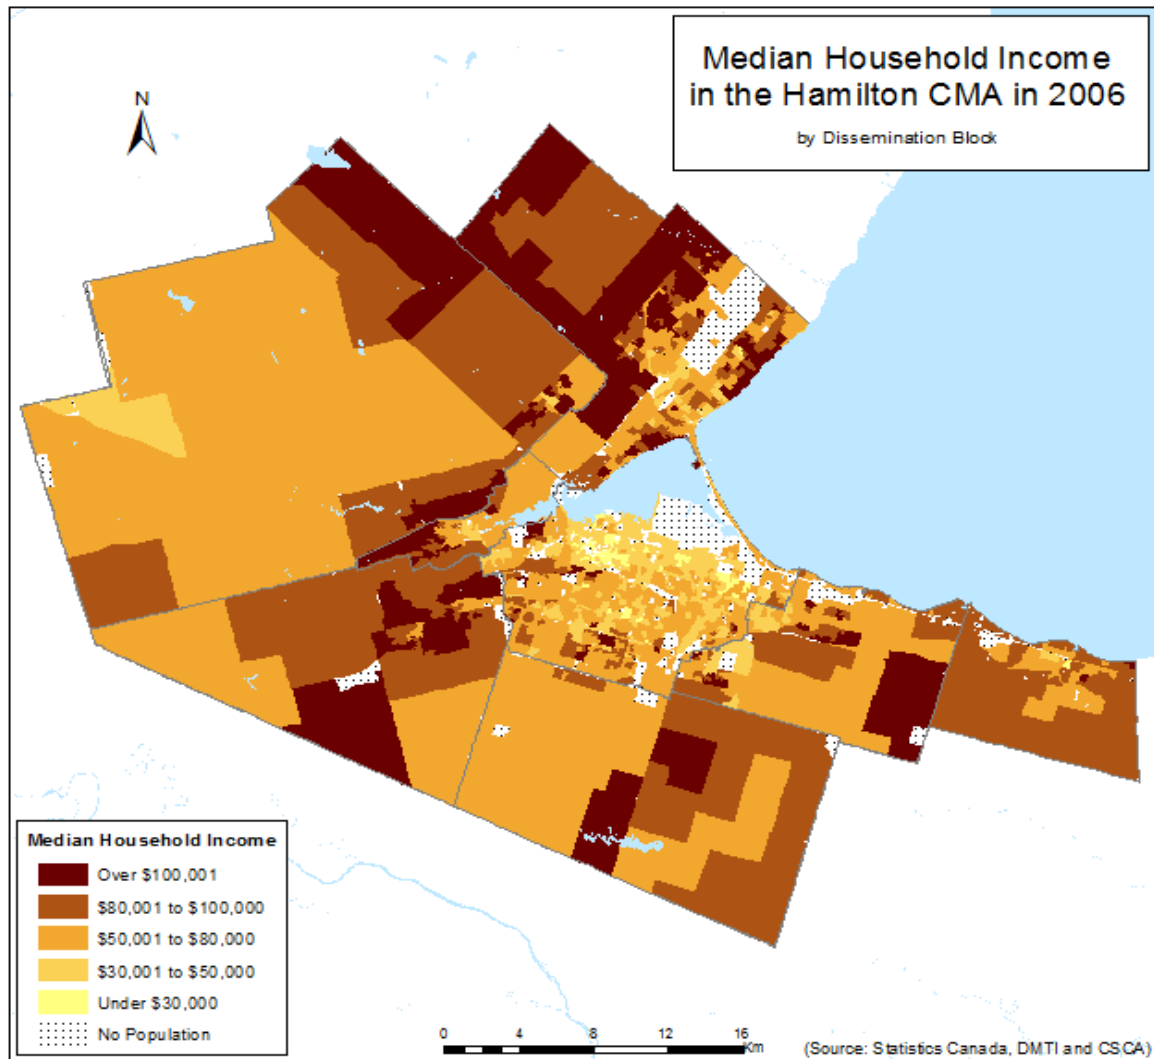 Median Household Income
in the Hamilton CMA in 2006
by Dissemination Block
N
Median Household Income
Over $100,001
$80,001 to $100,000
$50,001 to $80,000
$30,001 to $50,000
Under $30,000
No Population
0 4 8 12 16
Km
(Source: Statistics Canada, DMTI and CSCA)